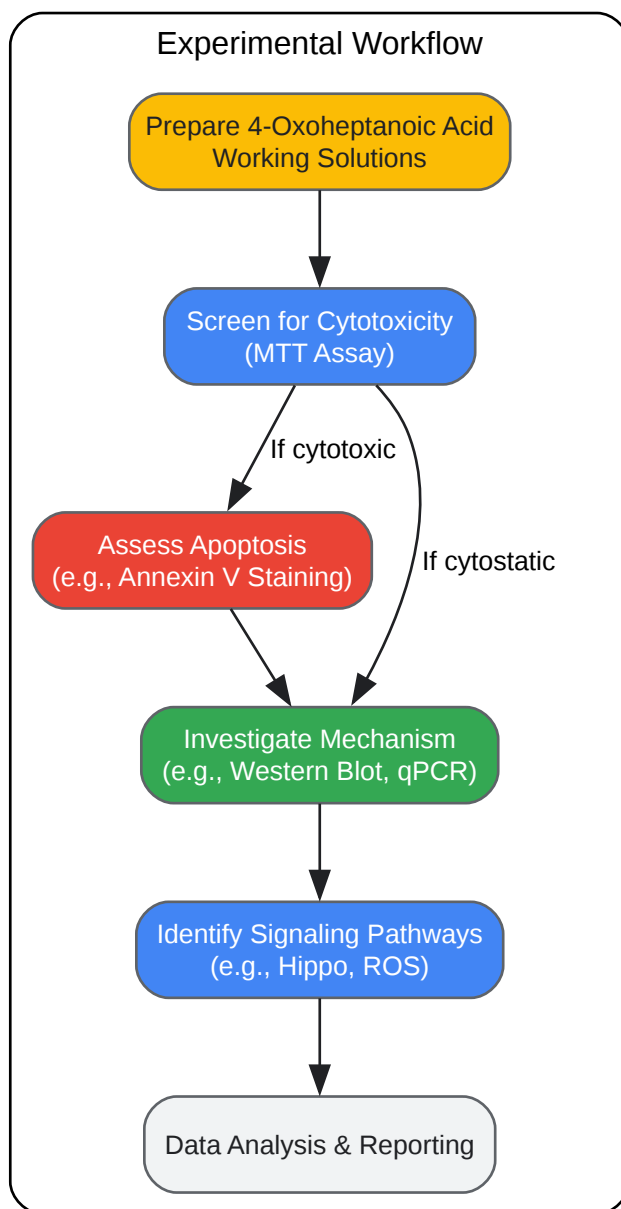 Experimental Workflow
Prepare 4-Oxoheptanoic Acid
Working Solutions
Screen for Cytotoxicity
(MTT Assay)
If cytotoxic
Assess Apoptosis
(e.g., Annexin V Staining)
If cytostatic
Investigate Mechanism
(e.g., Western Blot, qPCR)
Identify Signaling Pathways
(e.g., Hippo, ROS)
Data Analysis & Reporting